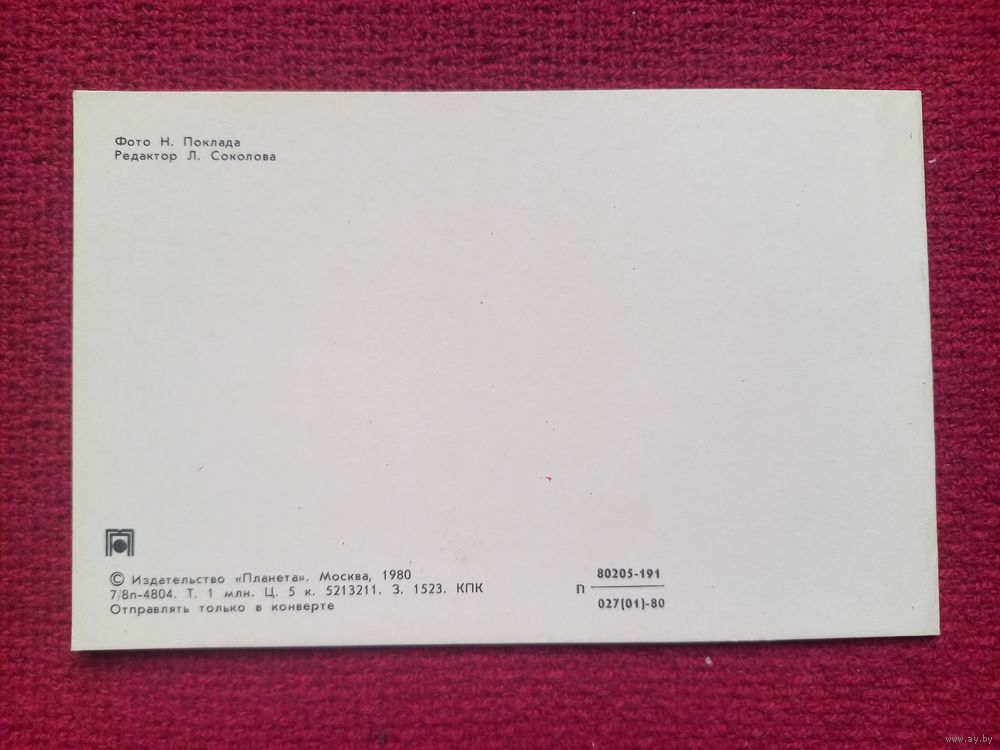 Фото Н. Поклада
Редактор Л. Соколова
© Издательство «Планета». Москва, 1980
7/8п-4804. Т. 1 млн. Ц. 5 к. 5213211. З. 1523. КПК
Отправлять только в конверте
80205-191
П
027(01)-80
www.ay.by